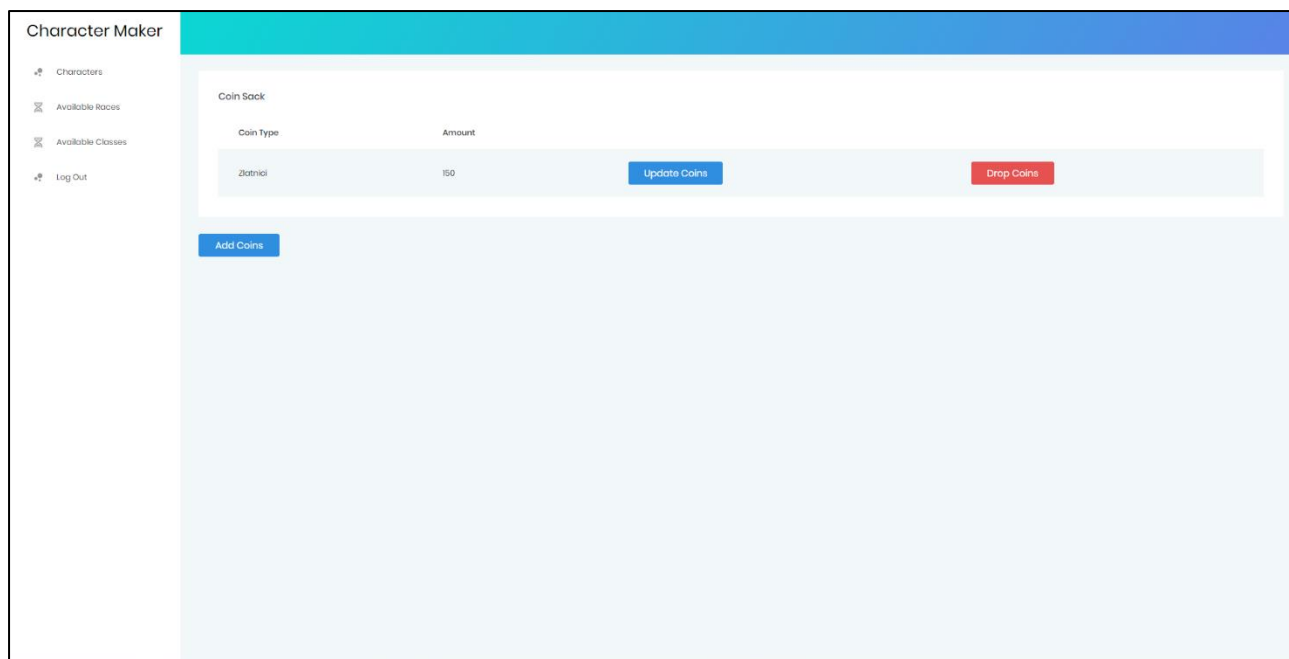 Character Maker
Characters
Available Races
Available Classes
Log Out
Coin Sack
Coin Type Amount
Zlatnici 150 Update Coins Drop Coins
Add Coins